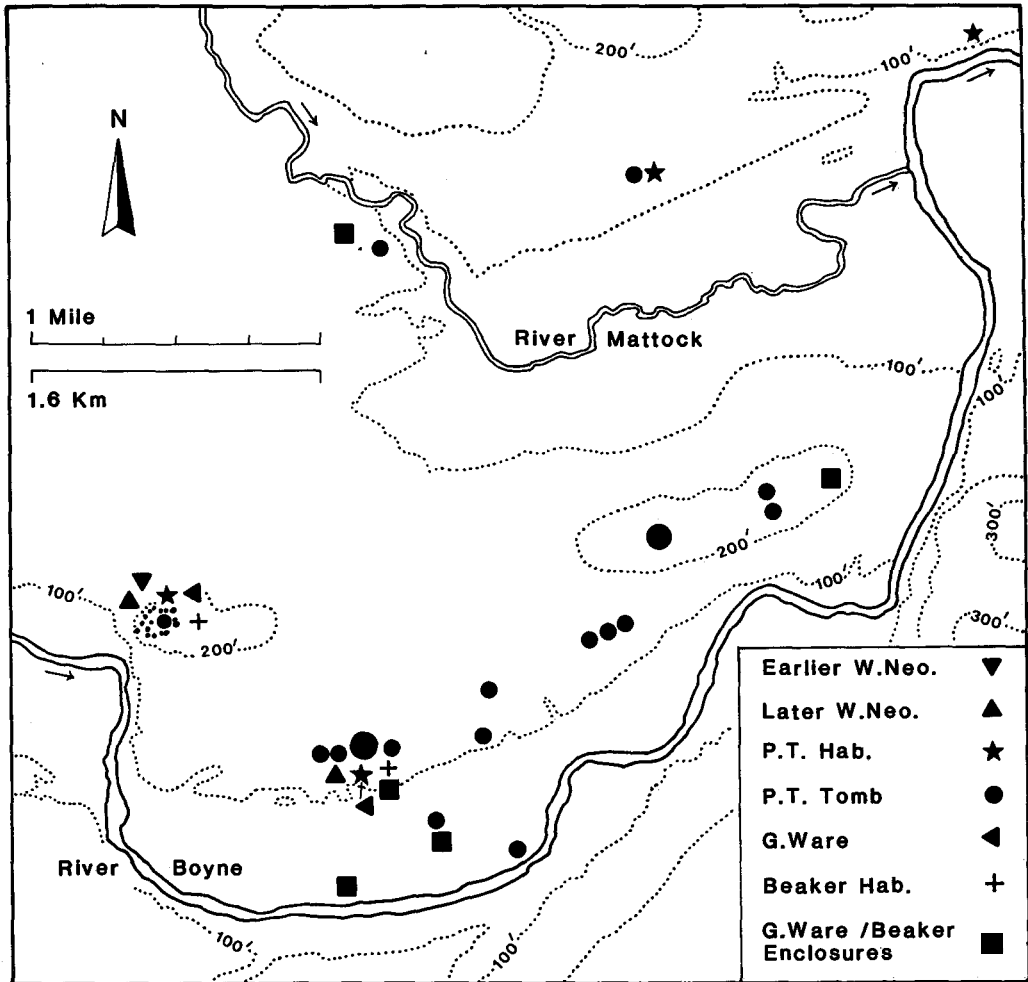 200'
100'
N
1 Mile
1.6 Km
River Mattock
100'
100'
300'
200'
100'
100'
200'
300'
River Boyne
100'
100'
Earlier W.Neo.
Later W.Neo.
P.T. Hab.
P.T. Tomb
G.Ware
Beaker Hab.
G.Ware /Beaker
Enclosures